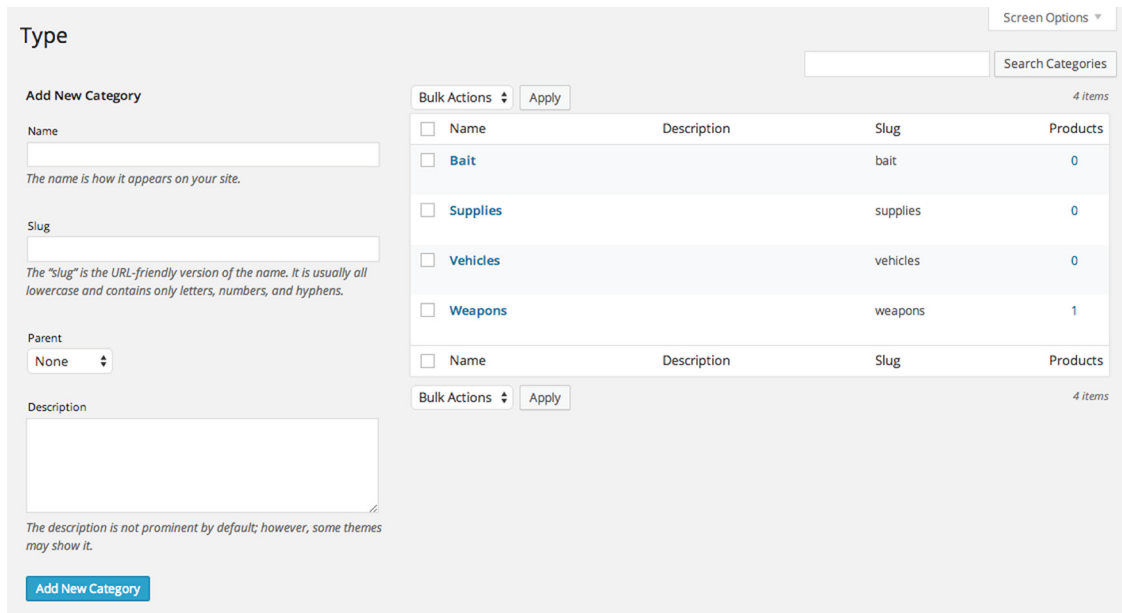 Screen Options
Type
Search Categories
Add New Category
Name
The name is how it appears on your site.
Slug
The “slug” is the URL-friendly version of the name. It is usually all
lowercase and contains only letters, numbers, and hyphens.
Parent
None
Description
The description is not prominent by default; however, some themes
may show it.
Add New Category
Bulk Actions Apply 4 items
Name Description Slug Products
Bait bait 0
Supplies supplies 0
Vehicles vehicles 0
Weapons weapons 1
Name Description Slug Products
Bulk Actions Apply 4 items